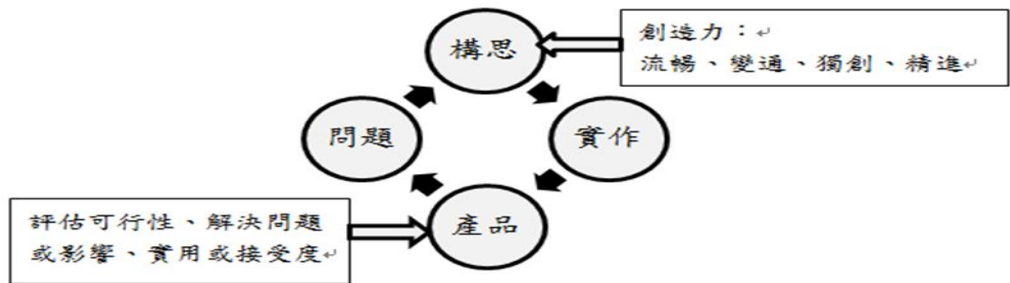 構思
創造力：
流暢、變通、獨創、精進
問題
實作
評估可行性、解決問題
或影響、實用或接受度
產品